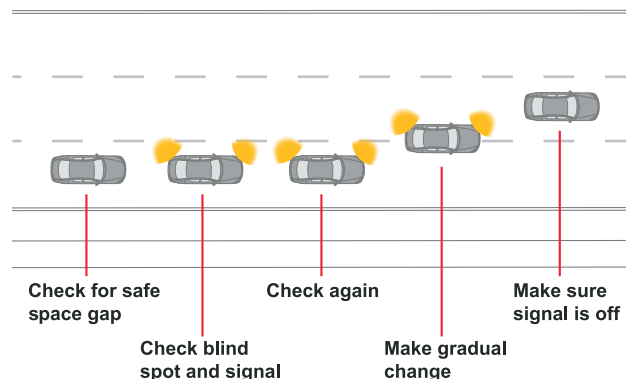 Check for safe
space gap
Check blind
spot and signal
Check again
Make gradual
change
Make sure
signal is off